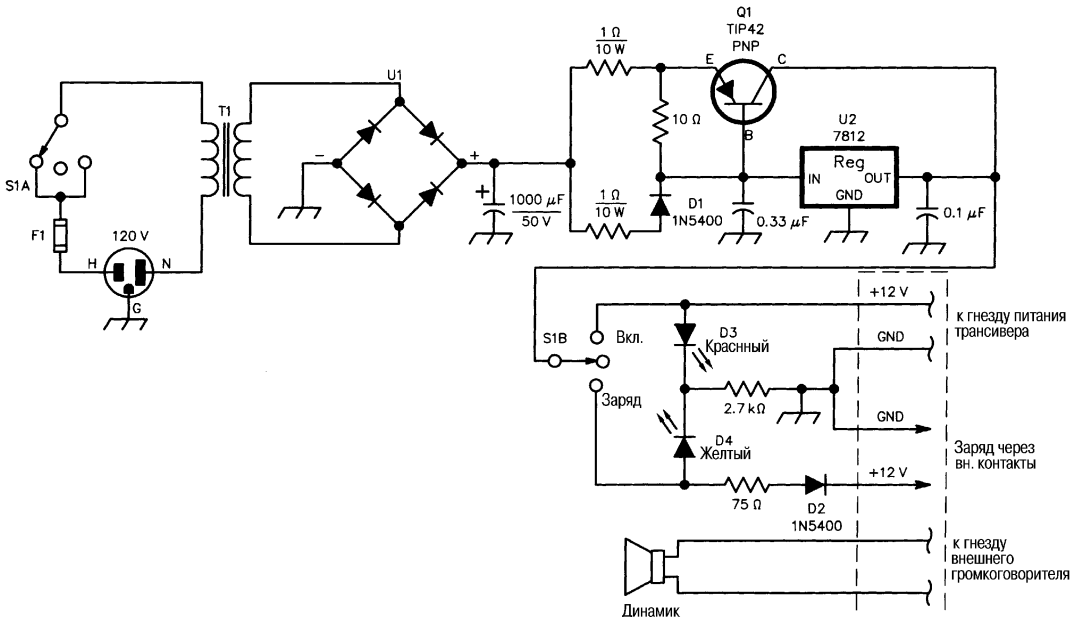 Q1
TIP42
PNP
1 Ω
10 W
E
C
U1
T1
10 Ω
B
U2
7812
Reg
IN
OUT
GND
S1A
−
+
+
1000 μF
50 V
1 Ω
10 W
D1
1N5400
0.33 μF
0.1 μF
F1
120 V
H
N
G
+12 V
к гнезду питания
трансивера
S1B
Вкл.
D3
Краснный
GND
Заряд
2.7 kΩ
GND
D4
Желтый
Заряд через
вн. контакты
+12 V
75 Ω
D2
1N5400
к гнезду
внешнего
громкоговорителя
Динамик